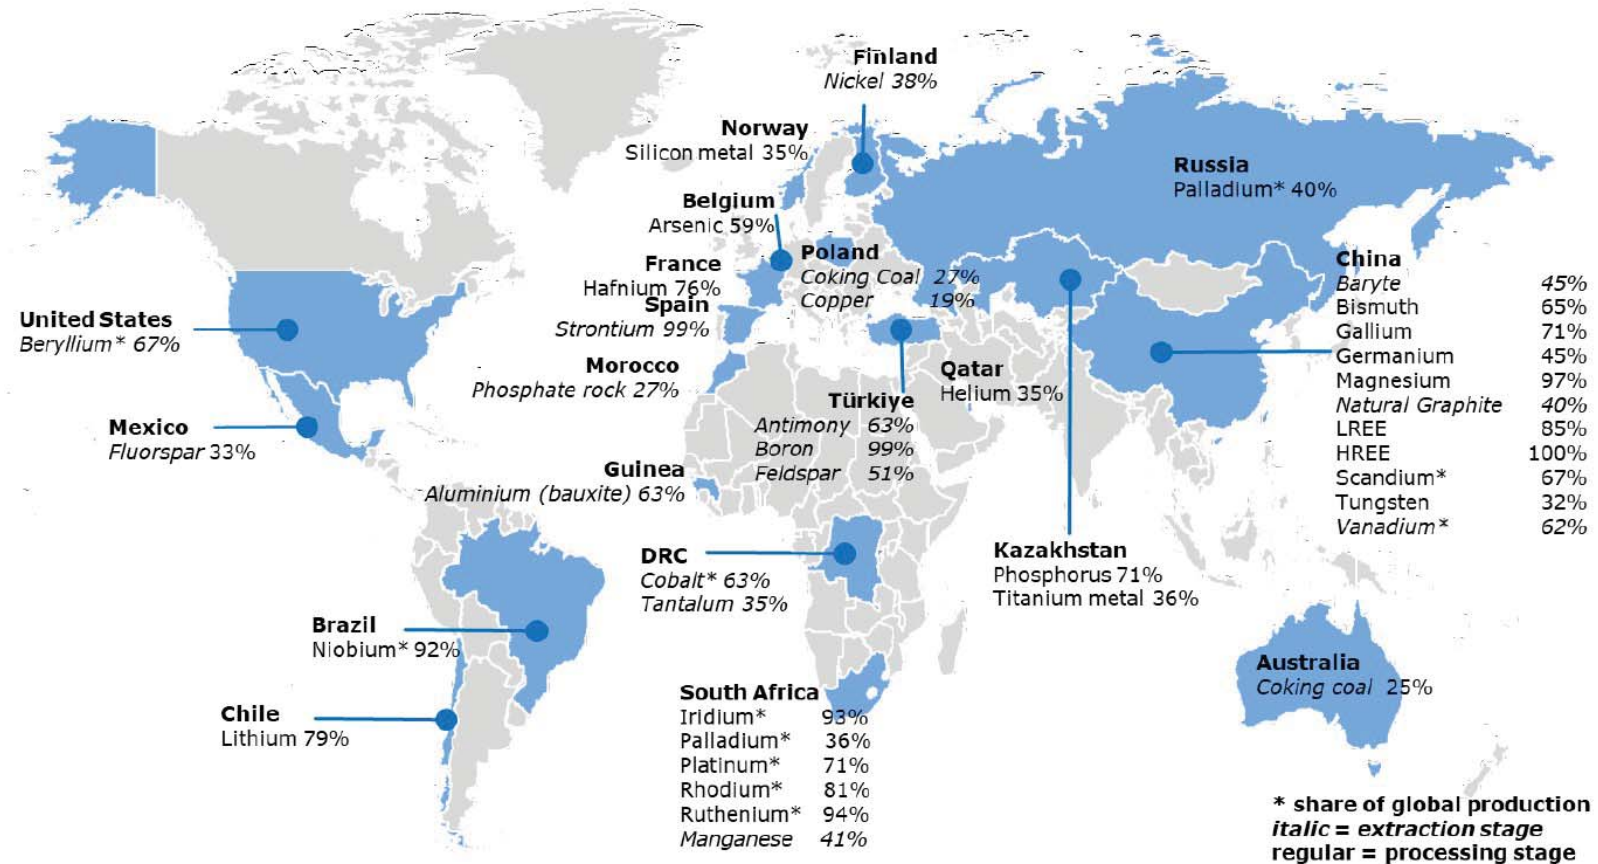 Finland
Nickel 38%
Norway
Silicon metal 35%
Russia
Palladium* 40%
Belgium
Arsenic 59%
Poland
Coking Coal 27%
Copper 19%
France
Hafnium 76%
Spain
Strontium 99%
Morocco
Phosphate rock 27%
United States
Beryllium* 67%
Mexico
Fluorspar 33%
Qatar
Helium 35%
Türkiye
Antimony 63%
Boron 99%
Feldspar 51%
China
Baryte 45%
Bismuth 65%
Gallium 71%
Germanium 45%
Magnesium 97%
Natural Graphite 40%
LREE 85%
HREE 100%
Scandium* 67%
Tungsten 32%
Vanadium* 62%
Guinea
Aluminium (bauxite) 63%
DRC
Cobalt* 63%
Tantalum 35%
Kazakhstan
Phosphorus 71%
Titanium metal 36%
Brazil
Niobium* 92%
Chile
Lithium 79%
South Africa
Iridium* 93%
Palladium* 36%
Platinum* 71%
Rhodium* 81%
Ruthenium* 94%
Manganese 41%
Australia
Coking coal 25%
* share of global production
italic = extraction stage
regular = processing stage